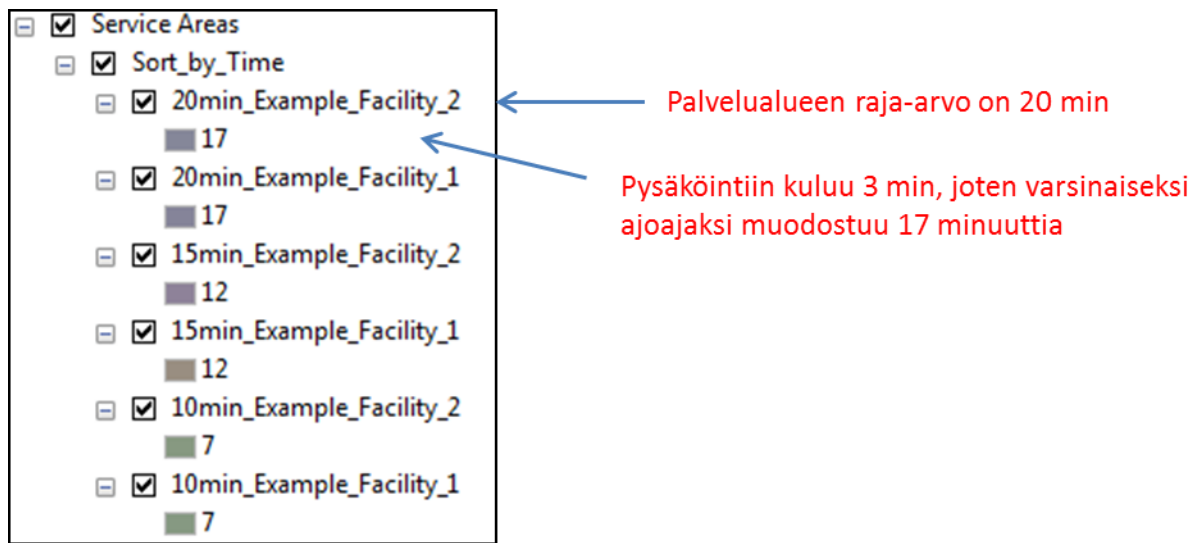 Service Areas
Sort_by_Time
20min_Example_Facility_2
17
20min_Example_Facility_1
17
15min_Example_Facility_2
12
15min_Example_Facility_1
12
10min_Example_Facility_2
7
10min_Example_Facility_1
7
Palvelualueen raja-arvo on 20 min
Pysäköintiin kuluu 3 min, joten varsinaiseksi
ajoajaksi muodostuu 17 minuuttia